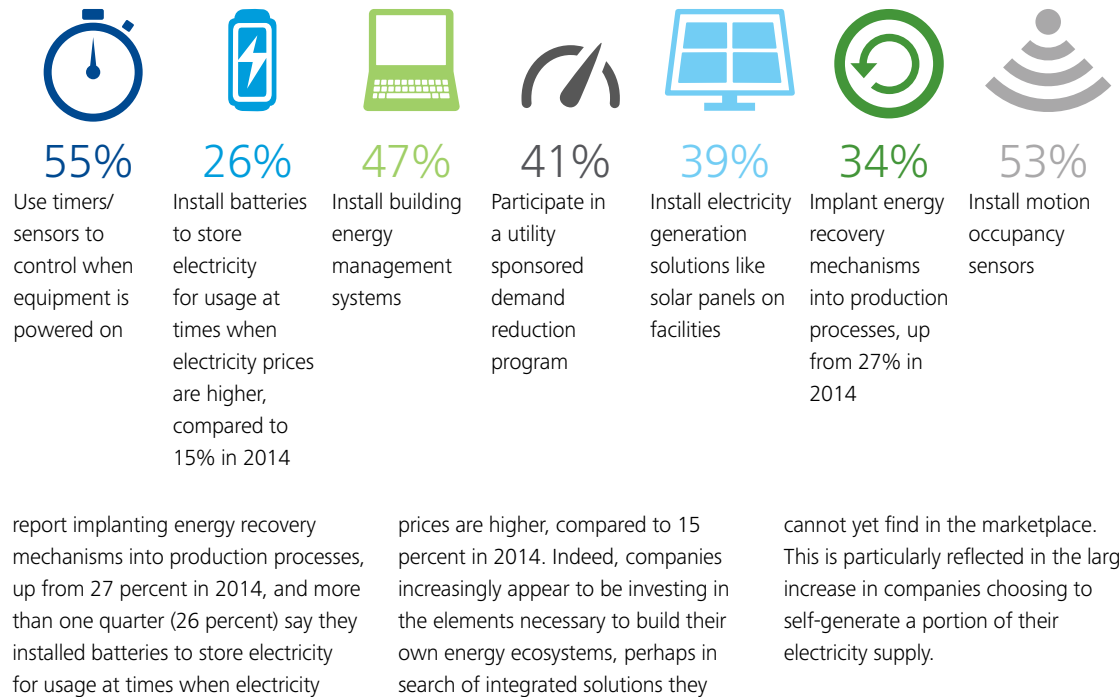 55%
Use timers/
sensors to
control when
equipment is
powered on
26%
Install batteries
to store
electricity
for usage at
times when
electricity prices
are higher,
compared to
15% in 2014
47%
Install building
energy
management
systems
41%
Participate in
a utility
sponsored
demand
reduction
program
39%
Install electricity
generation
solutions like
solar panels on
facilities
34%
Implant energy
recovery
mechanisms
into production
processes, up
from 27% in
2014
53%
Install motion
occupancy
sensors
report implanting energy recovery
mechanisms into production processes,
up from 27 percent in 2014, and more
than one quarter (26 percent) say they
installed batteries to store electricity
for usage at times when electricity
prices are higher, compared to 15
percent in 2014. Indeed, companies
increasingly appear to be investing in
the elements necessary to build their
own energy ecosystems, perhaps in
search of integrated solutions they
cannot yet find in the marketplace.
This is particularly reflected in the larg
increase in companies choosing to
self-generate a portion of their
electricity supply.